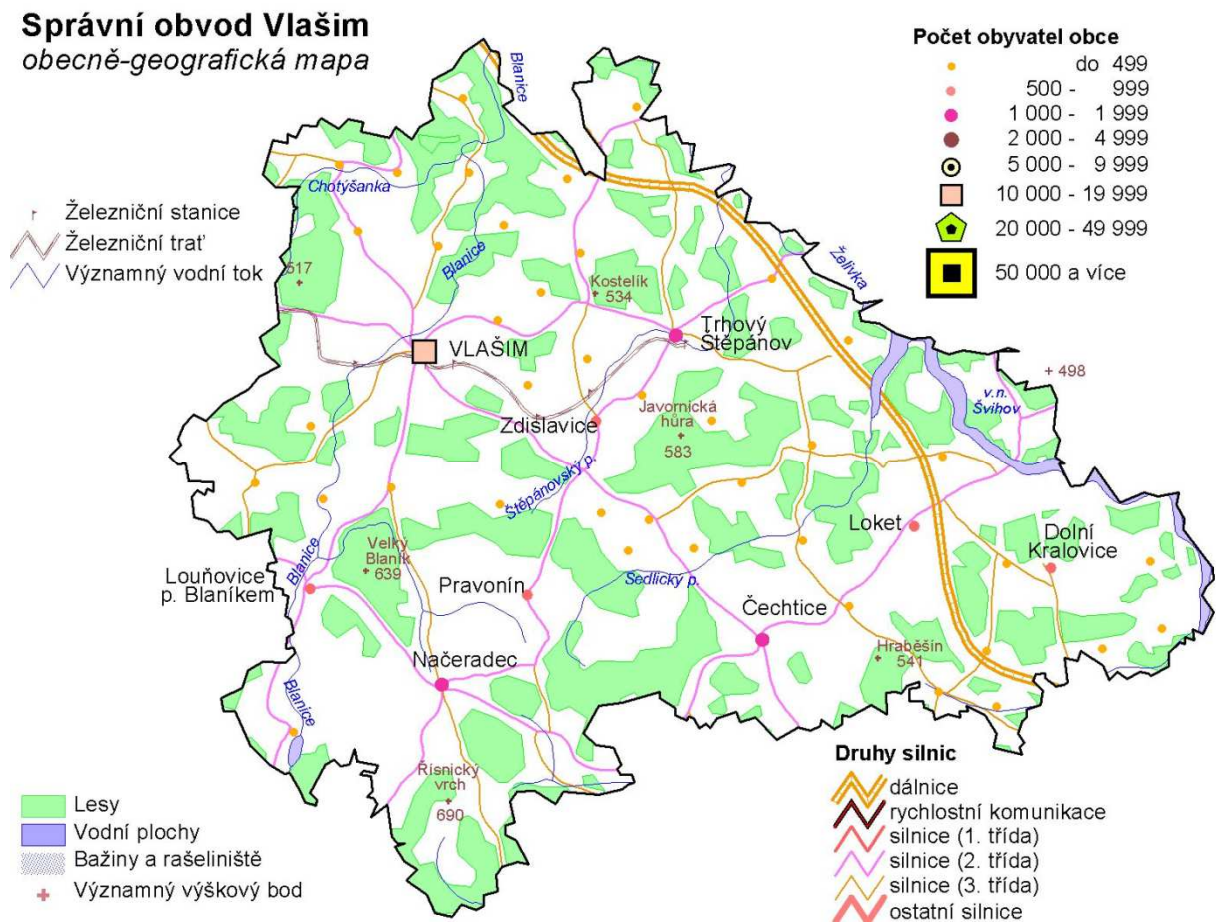 Správní obvod Vlašim
obecně-geografická mapa
Počet obyvatel obce
do 499
500 - 999
1 000 - 1 999
2 000 - 4 999
5 000 - 9 999
10 000 - 19 999
20 000 - 49 999
50 000 a více
Železniční stanice
Železniční trať
Významný vodní tok
Blanice
Chotýšanka
Blanice
Želivka
517
Kostelík
534
Trhový
Štěpánov
VLAŠIM
498
v.n.
Švihov
Javornická
hůra
583
Zdislavice
Štěpánovský p.
Loket
Dolní
Kralovice
Velký
Blaník
639
Blanice
Louňovice
p. Blaníkem
Pravonín
Sedlický p.
Čechtice
Hraběšín
541
Načeradec
Blanice
Řísnický
vrch
690
Lesy
Vodní plochy
Bažiny a rašeliniště
Významný výškový bod
Druhy silnic
dálnice
rychlostní komunikace
silnice (1. třída)
silnice (2. třída)
silnice (3. třída)
ostatní silnice